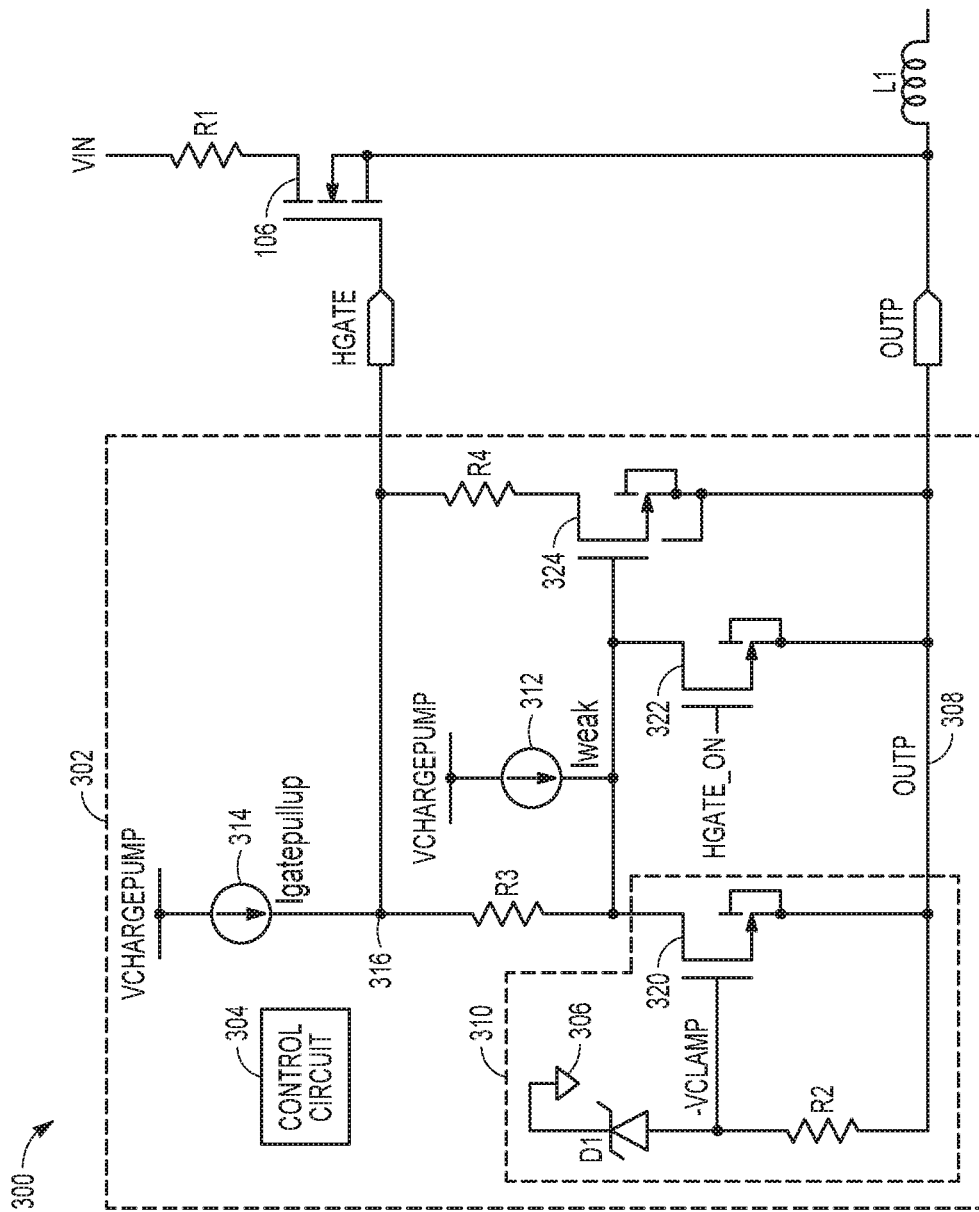 300
302
VIN
R1
106
VCHARGEPUMP
314
Igatepullup
CONTROL
CIRCUIT
304
316
HGATE
VCHARGEPUMP
312
Iweak
R3
R4
324
310
306
D1
-VCLAMP
320
HGATE_ON
322
R2
OUTP
308
OUTP
L1